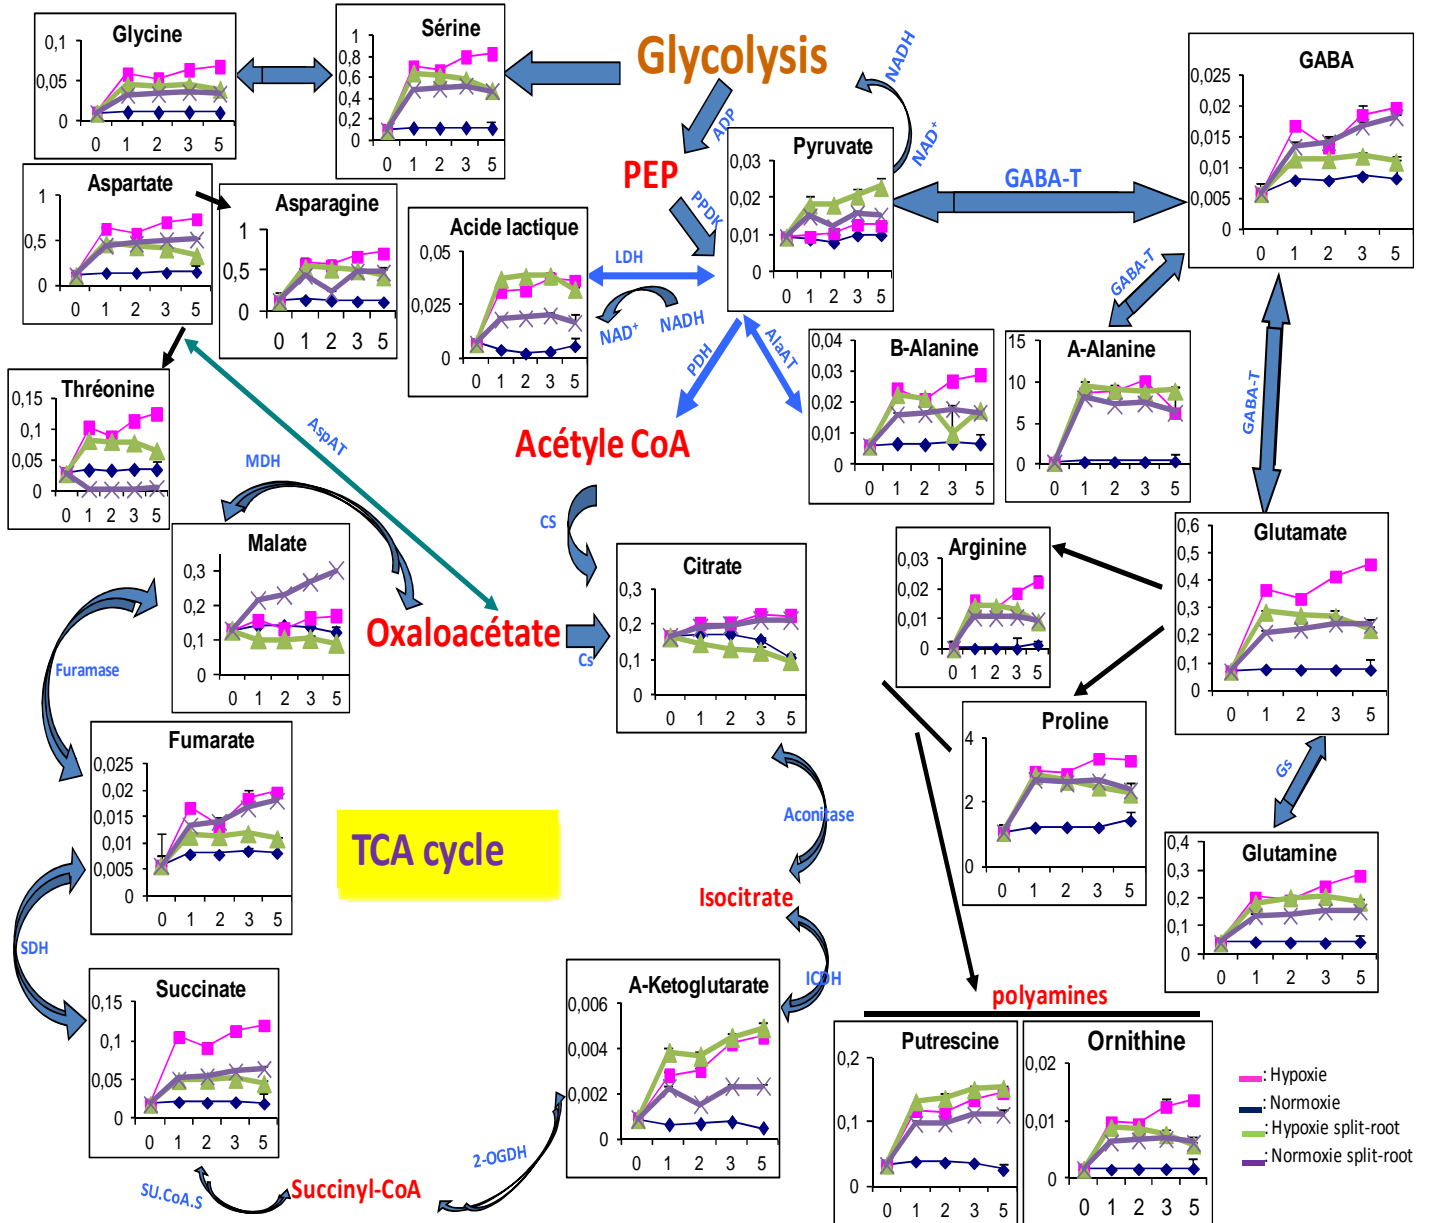 Glycine
0,1
0,05
0
0 1 2 3 5
Sérine
1
0,8
0,6
0,4
0,2
0
0 1 2 3 5
Glycolysis
NADH
NAD⁺
ADP
PEP
PPDK
Pyruvate
0,03
0,02
0,01
0
0 1 2 3 5
GABA-T
GABA
0,025
0,02
0,015
0,01
0,005
0
0 1 2 3 5
Aspartate
1
0,5
0
0 1 2 3 5
Asparagine
1
0,5
0
0 1 2 3 5
Acide lactique
0,05
0,025
0
0 1 2 3 5
LDH
NAD⁺
NADH
GABA-T
PDH
AlaAT
B-Alanine
0,04
0,03
0,02
0,01
0
0 1 2 3 5
A-Alanine
15
10
5
0
0 1 2 3 5
GABA-T
Thréonine
0,15
0,1
0,05
0
0 1 2 3 5
AspAT
MDH
Acétyle CoA
CS
Malate
0,3
0,2
0,1
0
0 1 2 3 5
Oxaloacétate
Cs
Citrate
0,3
0,2
0,1
0
0 1 2 3 5
Arginine
0,03
0,02
0,01
0
0 1 2 3 5
Glutamate
0,6
0,5
0,4
0,3
0,2
0,1
0
0 1 2 3 5
Furamase
Fumarate
0,025
0,02
0,015
0,01
0,005
0
0 1 2 3 5
TCA cycle
Aconitase
Isocitrate
Proline
4
2
0
0 1 2 3 5
Gs
Glutamine
0,4
0,3
0,2
0,1
0
0 1 2 3 5
SDH
ICDH
Succinate
0,15
0,1
0,05
0
0 1 2 3 5
A-Ketoglutarate
0,006
0,004
0,002
0
0 1 2 3 5
polyamines
Putrescine
0,2
0,1
0
0 1 2 3 5
Ornithine
0,02
0,01
0
0 1 2 3 5
2-OGDH
SU.CoA.S
Succinyl-CoA
: Hypoxie
: Normoxie
: Hypoxie split-root
: Normoxie split-root